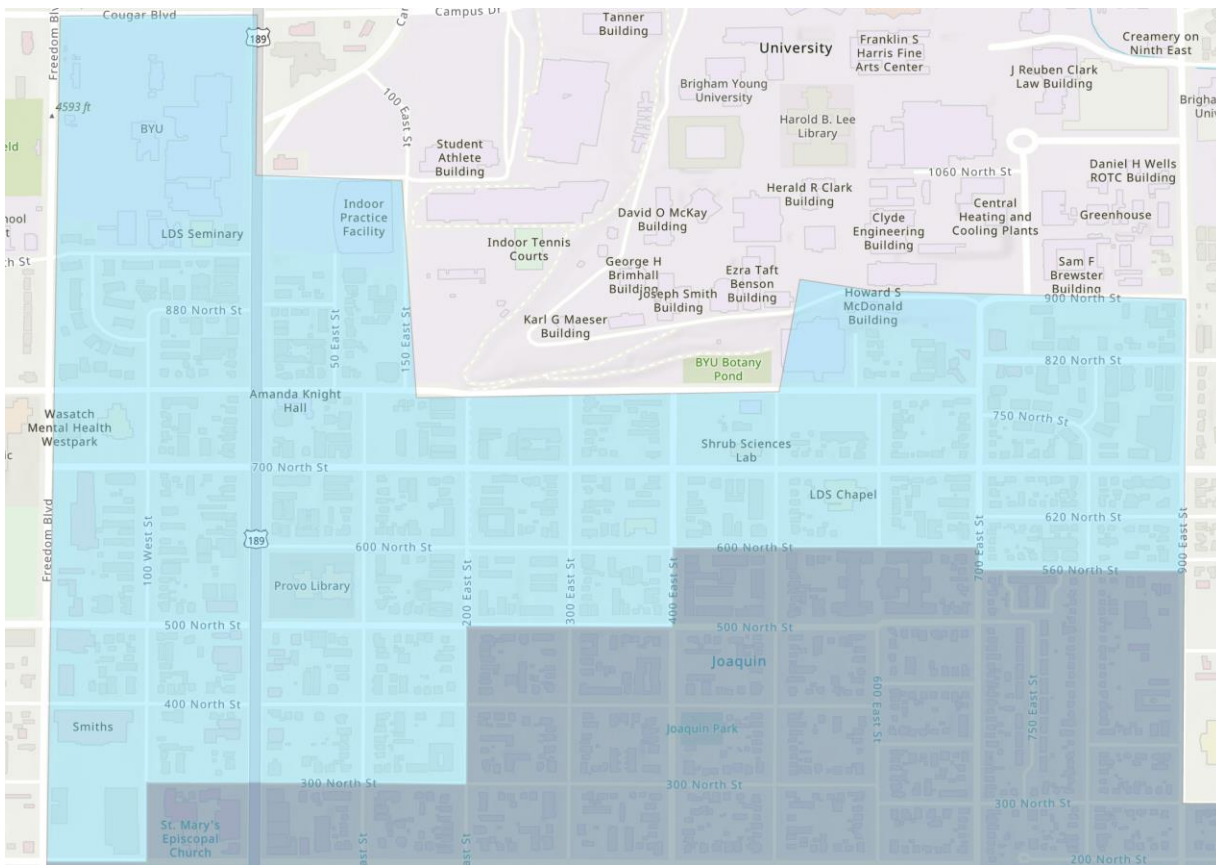 Cougar Blvd
Campus Dr
Freedom Blvd
189
Tanner
Building
University
Franklin S
Harris Fine
Arts Center
Creamery on
Ninth East
J Reuben Clark
Law Building
4593 ft
BYU
100 East St
Brigham Young
University
Harold B. Lee
Library
Student
Athlete
Building
1060 North St
Daniel H Wells
ROTC Building
Herald R Clark
Building
Central
Heating and
Cooling Plants
Greenhouse
Indoor
Practice
Facility
David O McKay
Building
Clyde
Engineering
Building
LDS Seminary
Indoor Tennis
Courts
George H
Brimhall
Building
Ezra Taft
Benson
Building
Sam F
Brewster
Building
Joseph Smith
Building
Howard S
McDonald
Building
900 North St
880 North St
50 East St
150 East St
Karl G Maeser
Building
BYU Botany
Pond
820 North St
Amanda Knight
Hall
Wasatch
Mental Health
Westpark
750 North St
Shrub Sciences
Lab
700 North St
LDS Chapel
Freedom Blvd
100 West St
189
600 North St
600 North St
620 North St
560 North St
700 East St
900 East St
Provo Library
200 East St
300 East St
400 East St
500 North St
500 North St
Joaquin
600 East St
750 East St
400 North St
Smiths
Joaquin Park
300 North St
300 North St
300 North St
St. Mary's
Episcopal
Church
200 North St